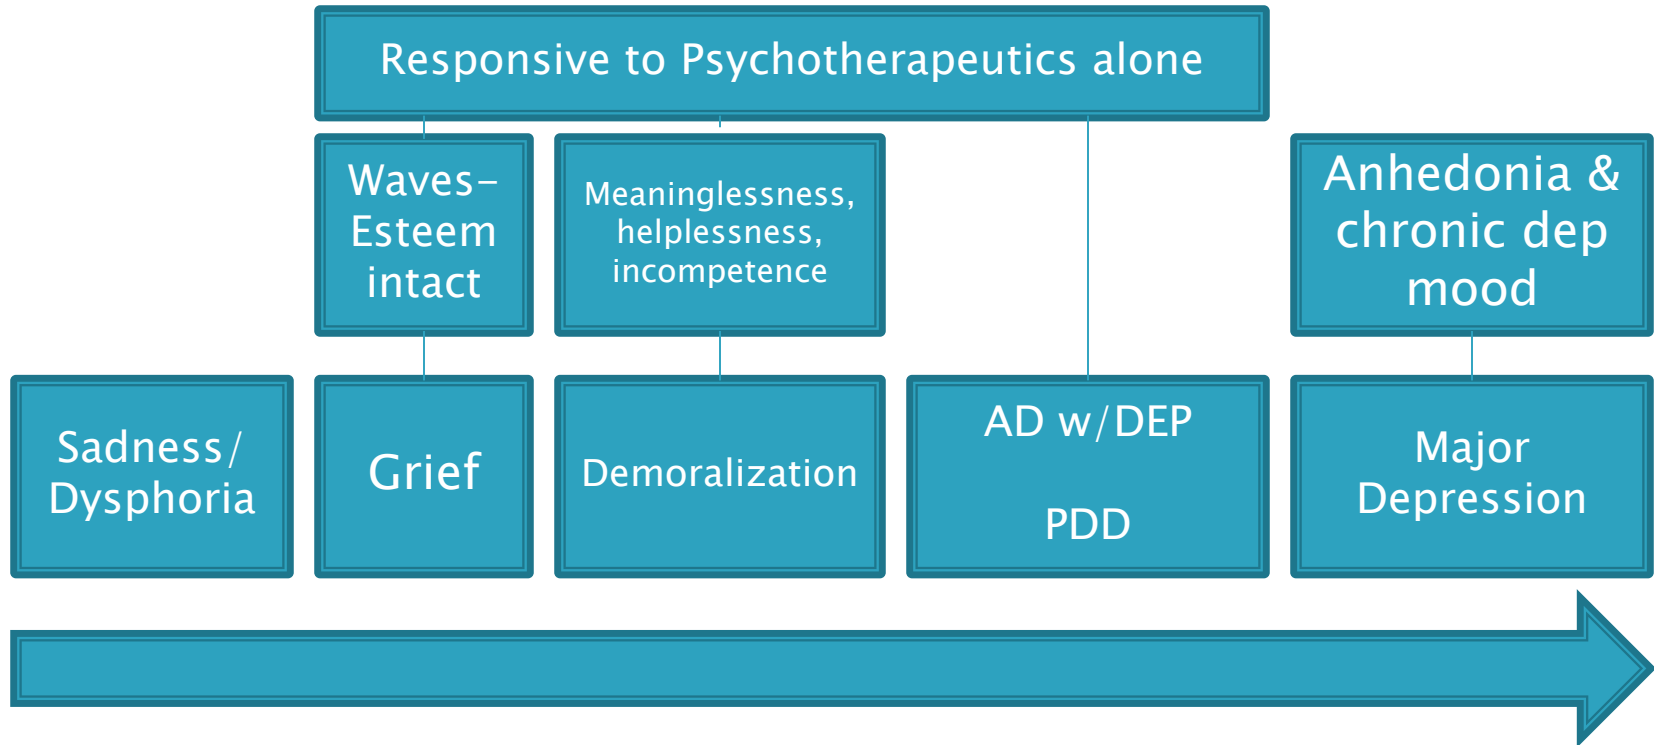 Responsive to Psychotherapeutics alone
Waves–
Esteem
intact
Meaninglessness,
helplessness,
incompetence
Anhedonia &
chronic dep
mood
Sadness/
Dysphoria
Grief
Demoralization
AD w/DEP
PDD
Major
Depression